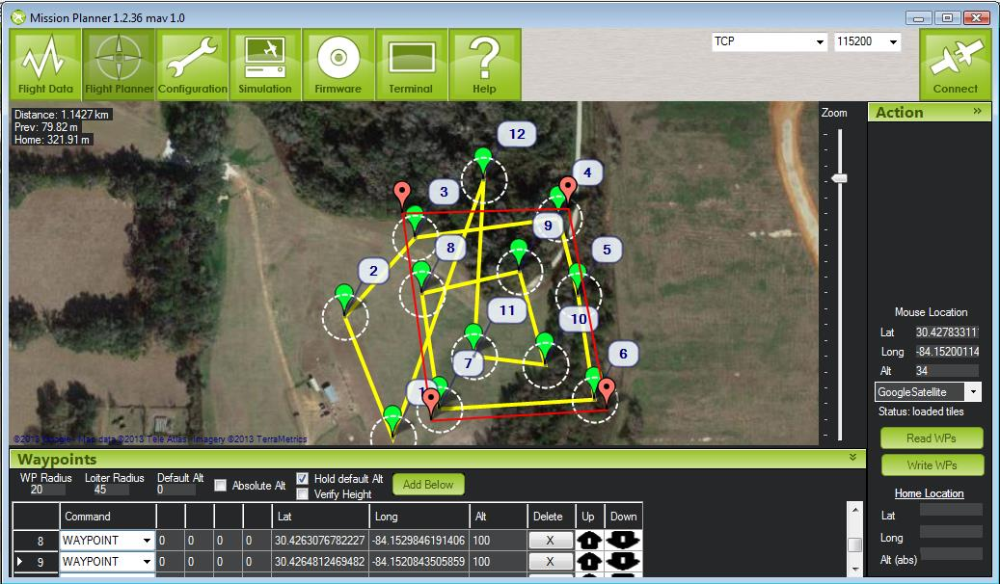 Mission Planner 1.2.36 mav 1.0
TCP 115200
Flight Data Flight Planner Configuration Simulation Firmware Terminal Help Connect
Distance: 1.1427 km
Prev: 79.82 m
Home: 321.91 m
Zoom
Action »
12
4
3
9
8
5
2
11
10
7
6
1
Mouse Location
Lat 30.42783311
Long -84.15200114
Alt 34
GoogleSatellite
Status: loaded tiles
Read WPs
Write WPs
Home Location
Lat
Long
Alt (abs)
©2013 Google - Map data ©2013 Tele Atlas, Imagery ©2013 TerraMetrics
Waypoints
WP Radius Loiter Radius Default Alt
20 45 0
Absolute Alt
Hold default Alt
Verify Height
Add Below
Command Lat Long Alt Delete Up Down
8 WAYPOINT 0 0 0 0 30.4263076782227 -84.1529846191406 100 X
9 WAYPOINT 0 0 0 0 30.4264812469482 -84.1520843505859 100 X